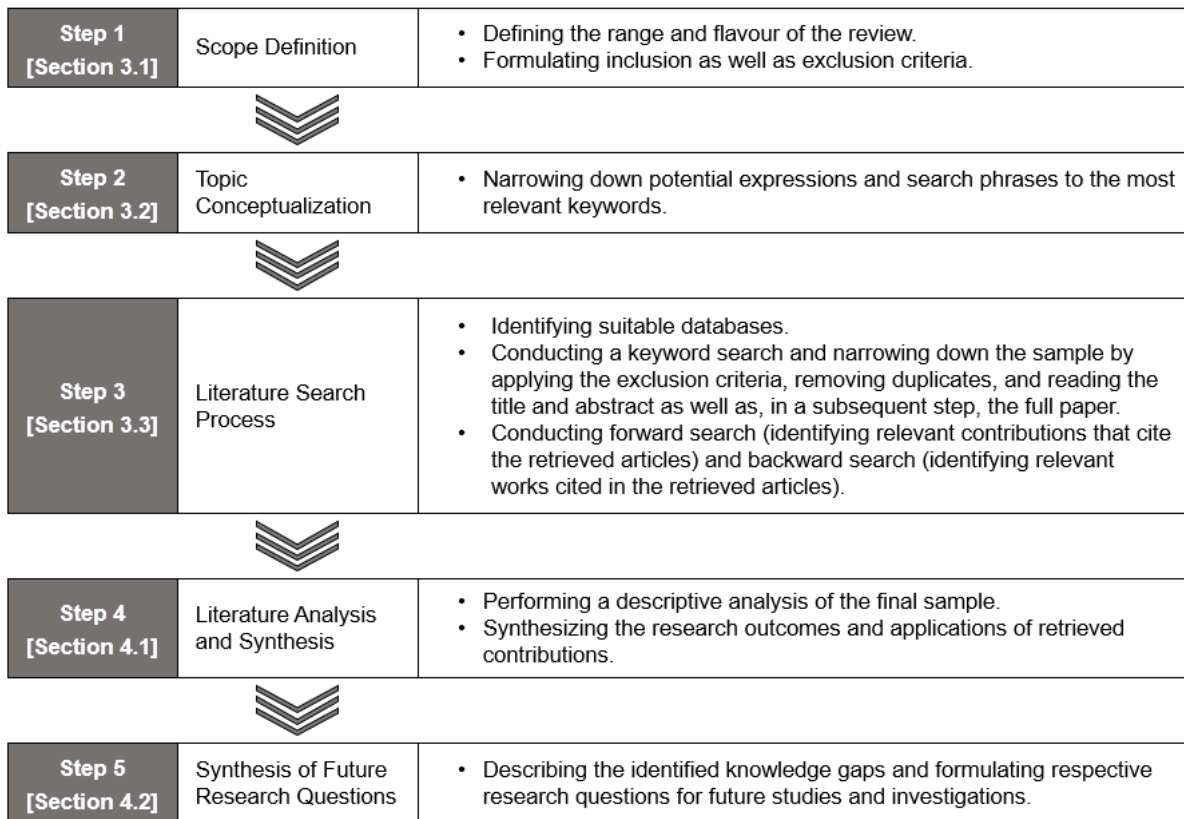 Step 1
[Section 3.1]
Scope Definition
• Defining the range and flavour of the review.
• Formulating inclusion as well as exclusion criteria.
Step 2
[Section 3.2]
Topic
Conceptualization
• Narrowing down potential expressions and search phrases to the most
relevant keywords.
Step 3
[Section 3.3]
Literature Search
Process
• Identifying suitable databases.
• Conducting a keyword search and narrowing down the sample by
applying the exclusion criteria, removing duplicates, and reading the
title and abstract as well as, in a subsequent step, the full paper.
• Conducting forward search (identifying relevant contributions that cite
the retrieved articles) and backward search (identifying relevant
works cited in the retrieved articles).
Step 4
[Section 4.1]
Literature Analysis
and Synthesis
• Performing a descriptive analysis of the final sample.
• Synthesizing the research outcomes and applications of retrieved
contributions.
Step 5
[Section 4.2]
Synthesis of Future
Research Questions
• Describing the identified knowledge gaps and formulating respective
research questions for future studies and investigations.